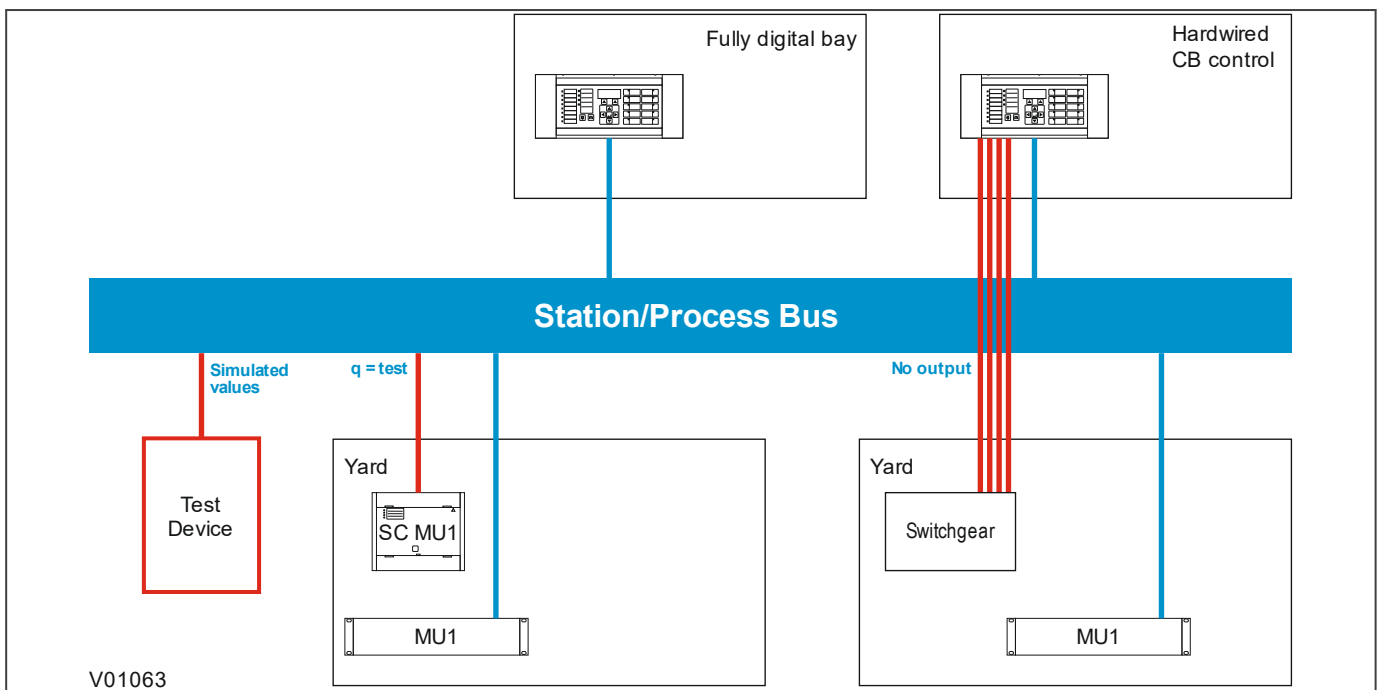 Fully digital bay
Hardwired
CB control
Station/Process Bus
Simulated
values
q = test
No output
Test
Device
Yard
SC MU1
MU1
Yard
Switchgear
MU1
V01063